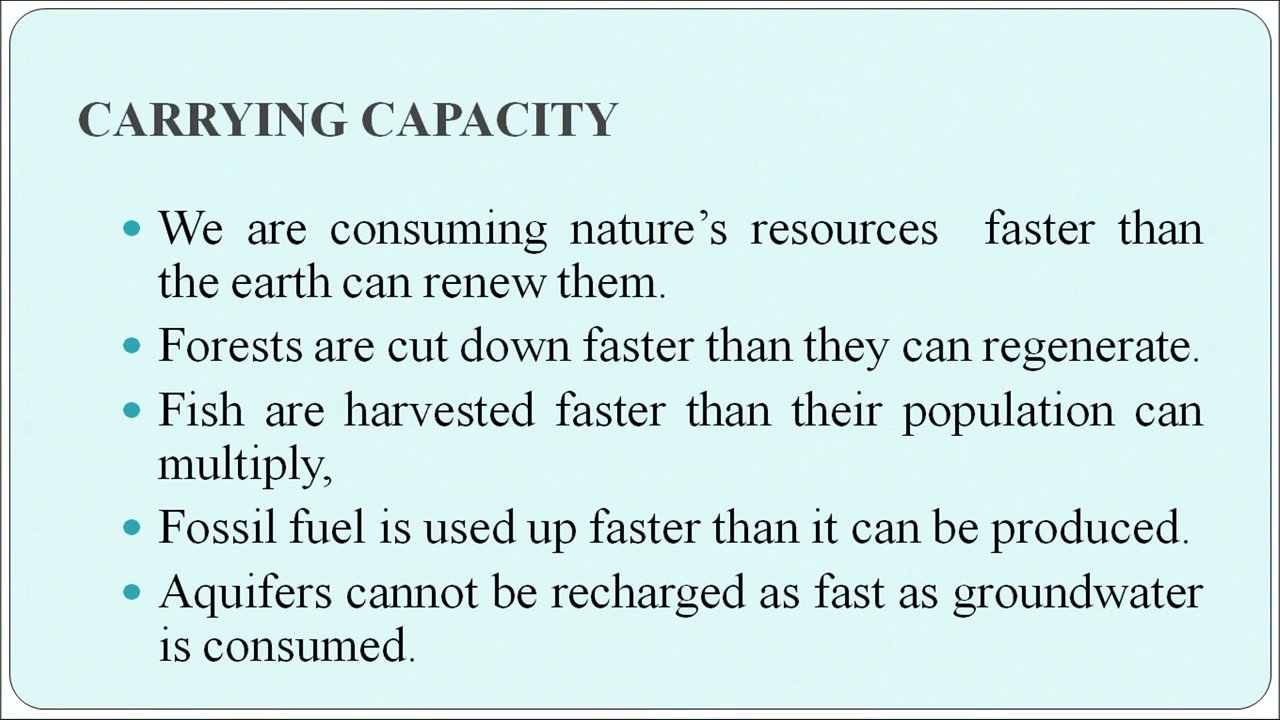 CARRYING CAPACITY
• We are consuming nature’s resources  faster than
the earth can renew them.
• Forests are cut down faster than they can regenerate.
• Fish are harvested faster than their population can
multiply,
• Fossil fuel is used up faster than it can be produced.
• Aquifers cannot be recharged as fast as groundwater
is consumed.